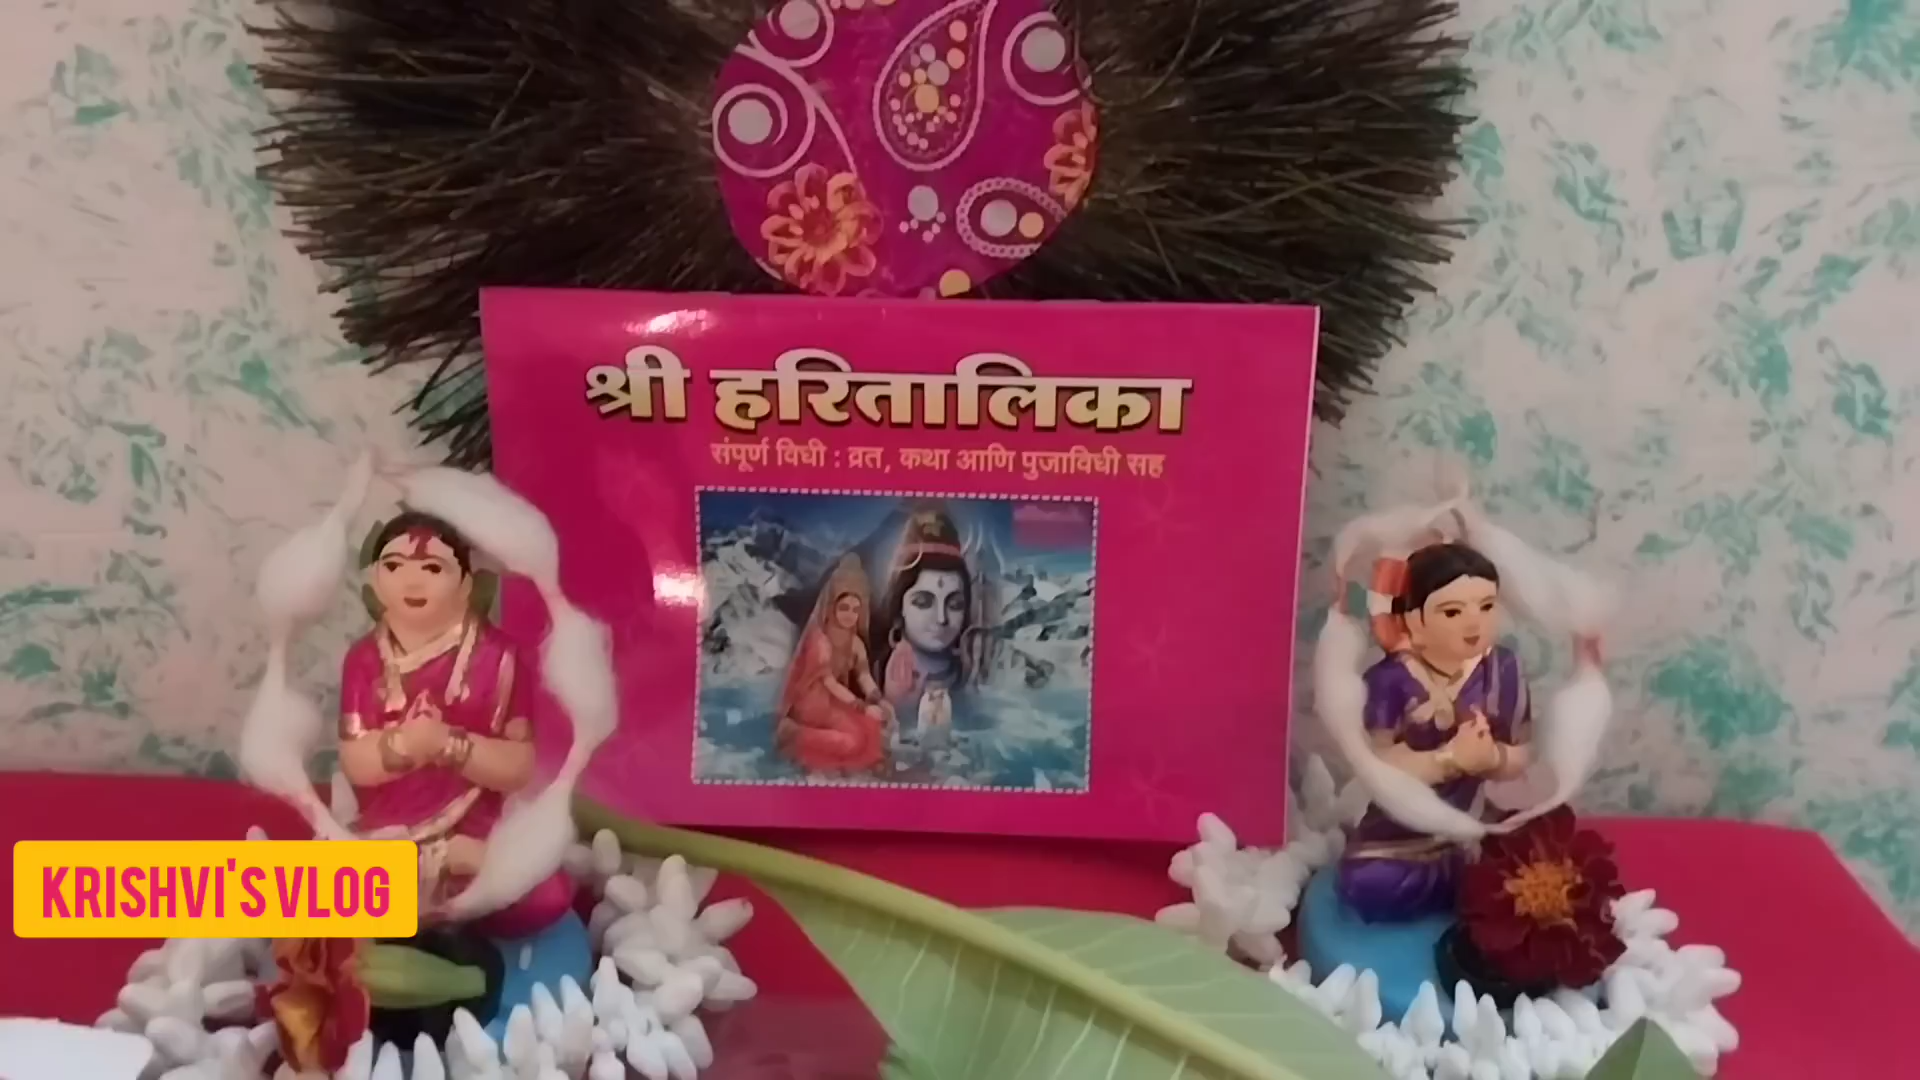 श्री हरितालिका
संपूर्ण विधी : व्रत, कथा आणि पुजाविधी सह
KRISHVI'S VLOG